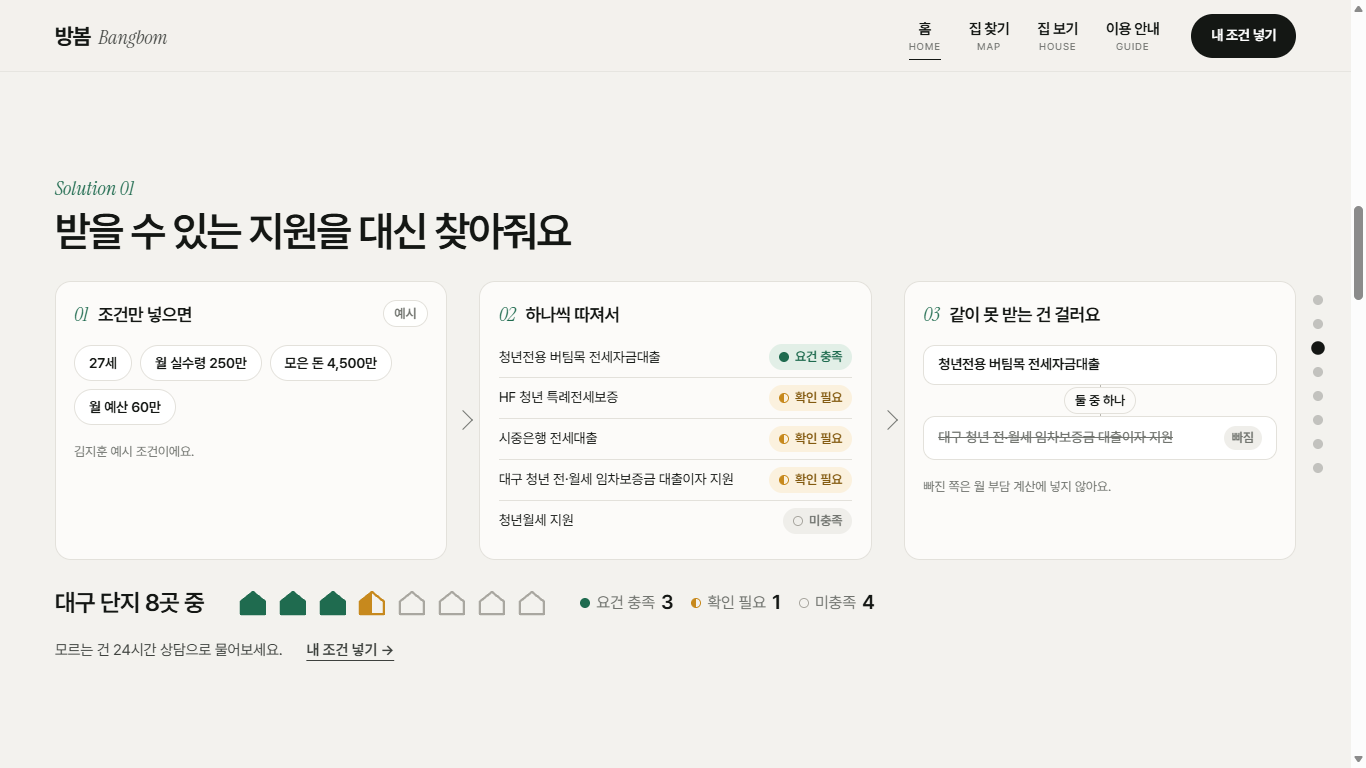 방봄 Bangbom
홈
HOME
집 찾기
MAP
집 보기
HOUSE
이용 안내
GUIDE
내 조건 넣기
Solution 01
받을 수 있는 지원을 대신 찾아줘요
01 조건만 넣으면
예시
27세
월 실수령 250만
모은 돈 4,500만
월 예산 60만
김지훈 예시 조건이에요.
02 하나씩 따져서
청년전용 버팀목 전세자금대출 요건 충족
HF 청년 특례전세보증 확인 필요
시중은행 전세대출 확인 필요
대구 청년 전·월세 임차보증금 대출이자 지원 확인 필요
청년월세 지원 미충족
03 같이 못 받는 건 걸러요
청년전용 버팀목 전세자금대출
둘 중 하나
대구 청년 전·월세 임차보증금 대출이자 지원 빠짐
빠진 쪽은 월 부담 계산에 넣지 않아요.
대구 단지 8곳 중
요건 충족 3 확인 필요 1 미충족 4
모르는 건 24시간 상담으로 물어보세요. 내 조건 넣기 →